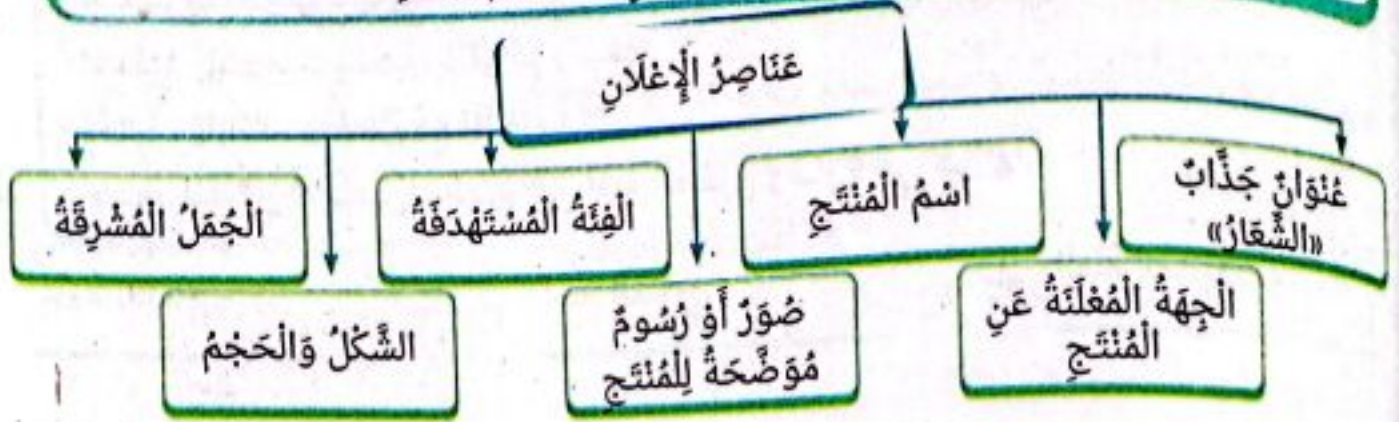 عَنَاصِرُ الْإِعْلَانِ
عُنْوَانٌ جَذَّابٌ
«الشِّعَارُ»
اسْمُ الْمُنْتَجِ
الْفِئَةُ الْمُسْتَهْدَفَةُ
الْجُمَلُ الْمُشْرِقَةُ
الْجِهَةُ الْمُعْلَنَةُ عَنِ
الْمُنْتَجِ
صُوَرٌ أَوْ رُسُومٌ
مُوَضَّحَةٌ لِلْمُنْتَجِ
الشَّكْلُ وَالْحَجْمُ